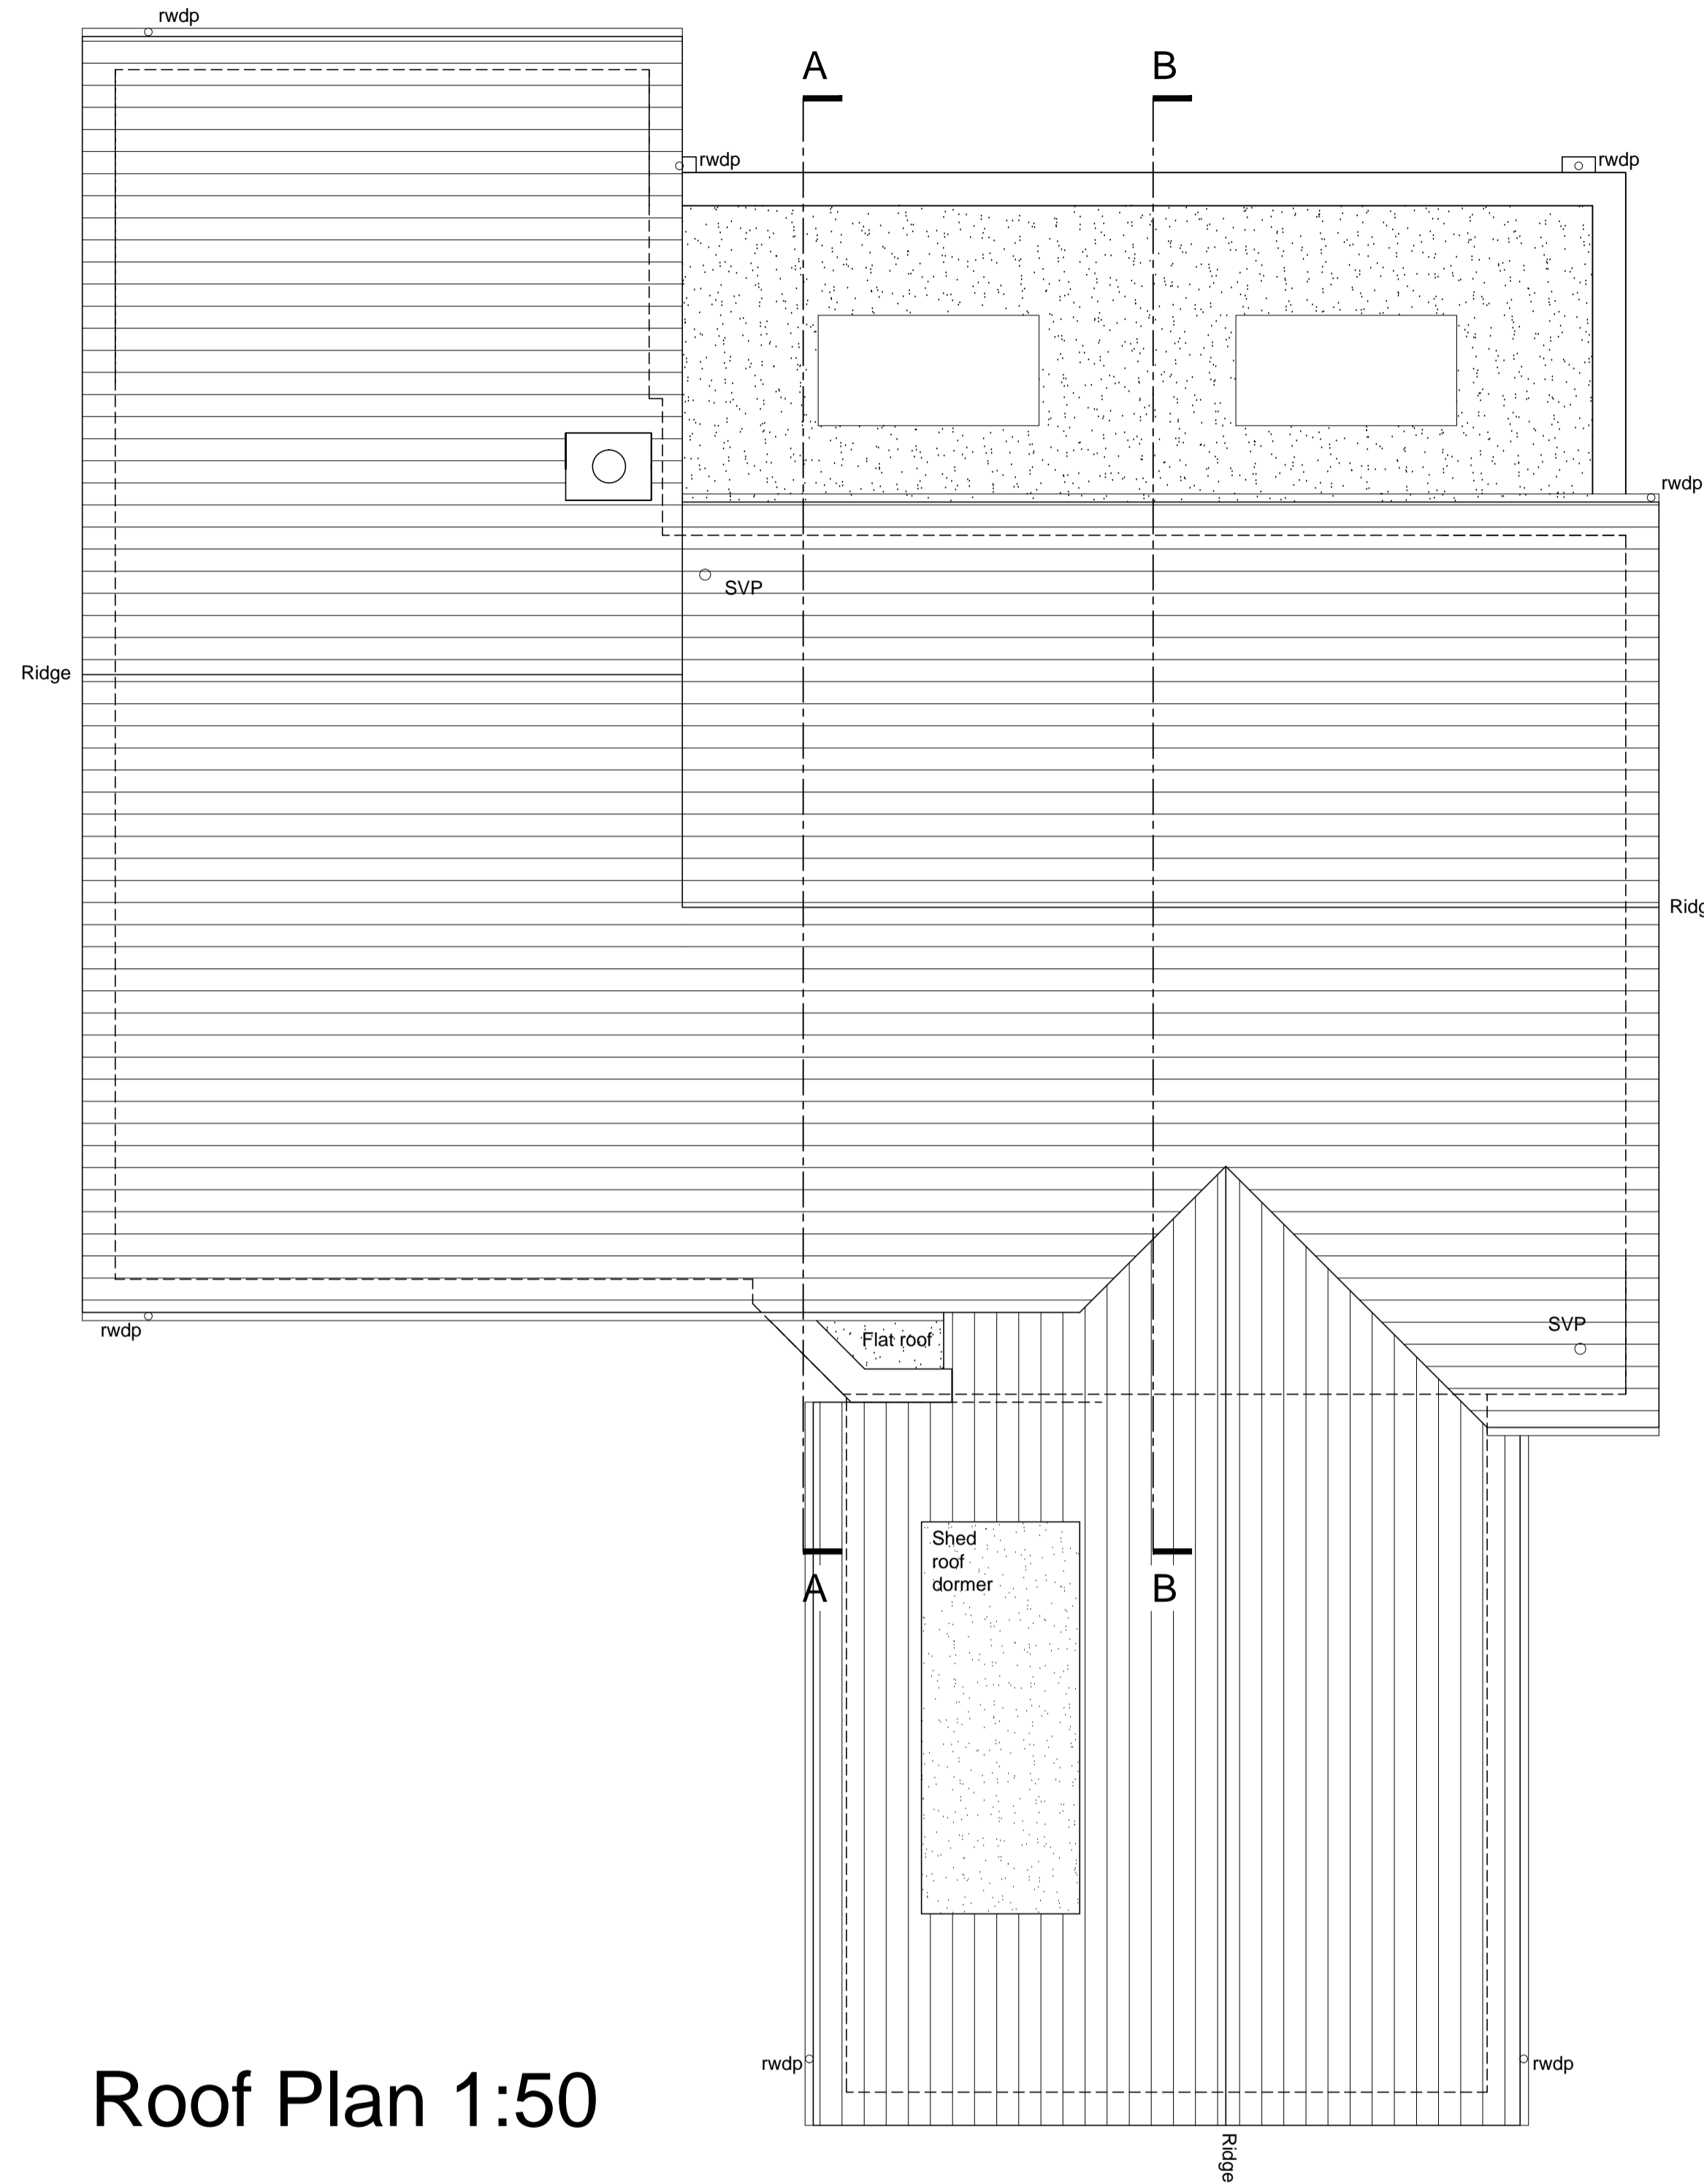 rwdp
A
B
rwdp
rwdp
rwdp
SVP
Ridge
Ridg
SVP
rwdp
Flat roof
Shed
roof
dormer
A
B
rwdp
rwdp
Roof Plan 1:50
Ridge